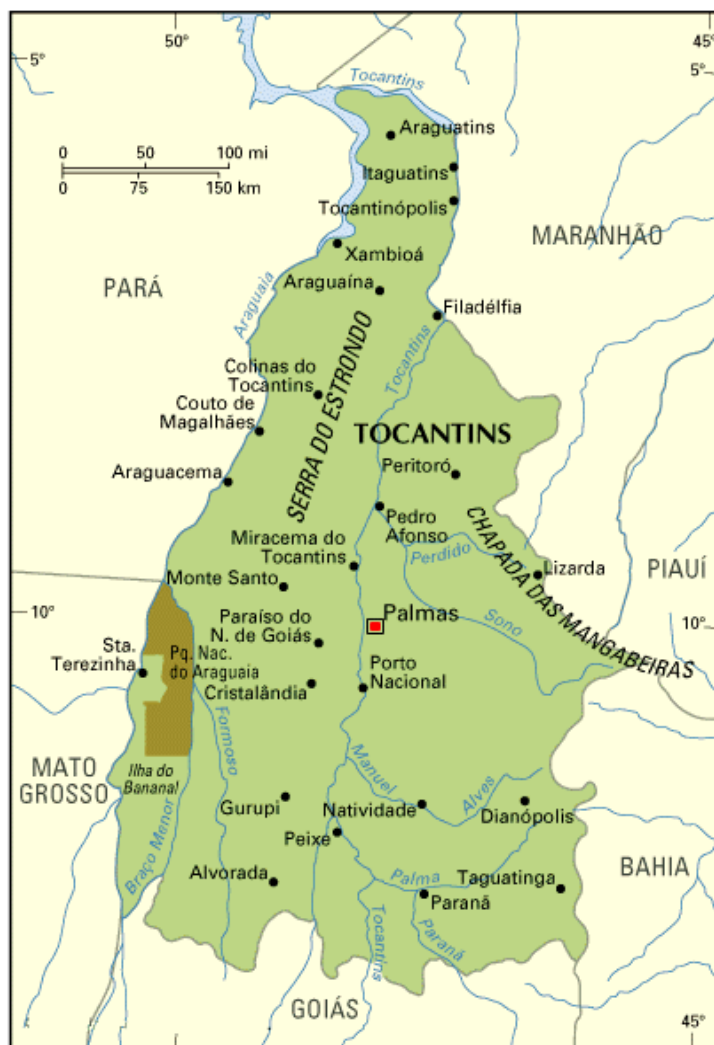 50°
45°
5°
5°
Tocantins
Araguatins
0 50 100 mi
0 75 150 km
Itaguatins
Tocantinópolis
MARANHÃO
Xambioá
PARÁ
Araguaia
Araguaína
Filadélfia
Tocantins
SERRA DO ESTRONDO
Colinas do
Tocantins
Couto de
Magalhães
TOCANTINS
Peritoró
Araguacema
CHAPADA DAS MANGABEIRAS
Pedro
Afonso
Miracema do
Tocantins
Perdido
Lizarda
PIAUÍ
Monte Santo
10°
Paraíso do
N. de Goiás
Palmas
Sono
10°
Sta.
Terezinha
Pq. Nac.
do Araguaia
Cristalândia
Porto
Nacional
Formoso
MATO
GROSSO
Ilha do
Bananal
Manuel
Alves
Gurupi
Natividade
Dianópolis
Braço Menor
Peixe
BAHIA
Alvorada
Palma
Taguatinga
Paranã
Tocantins
Paranã
GOIÁS
50°
45°